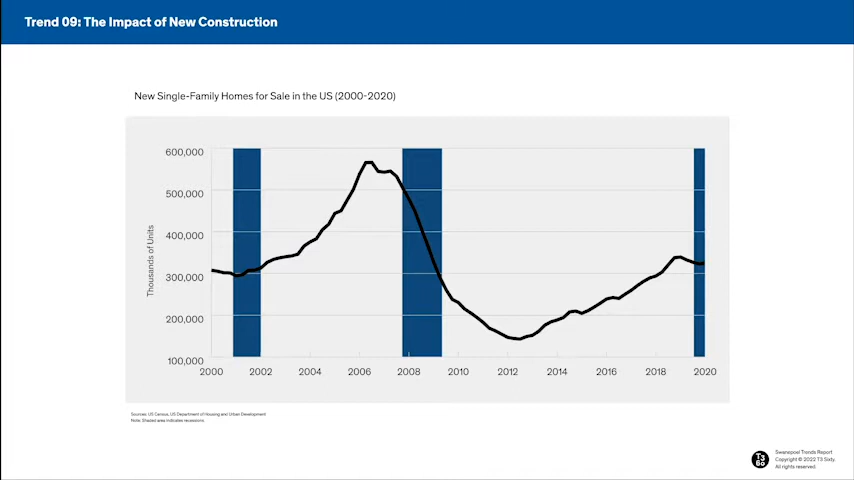 Trend 09: The Impact of New Construction
New Single-Family Homes for Sale in the US (2000-2020)
Thousands of Units
600,000
500,000
400,000
300,000
200,000
100,000
2000 2002 2004 2006 2008 2010 2012 2014 2016 2018 2020
Sources: US Census, US Department of Housing and Urban Development
Note: Shaded area indicates recessions.
T3
6o
Swanepoel Trends Report
Copyright © 2022 T3 Sixty.
All rights reserved.